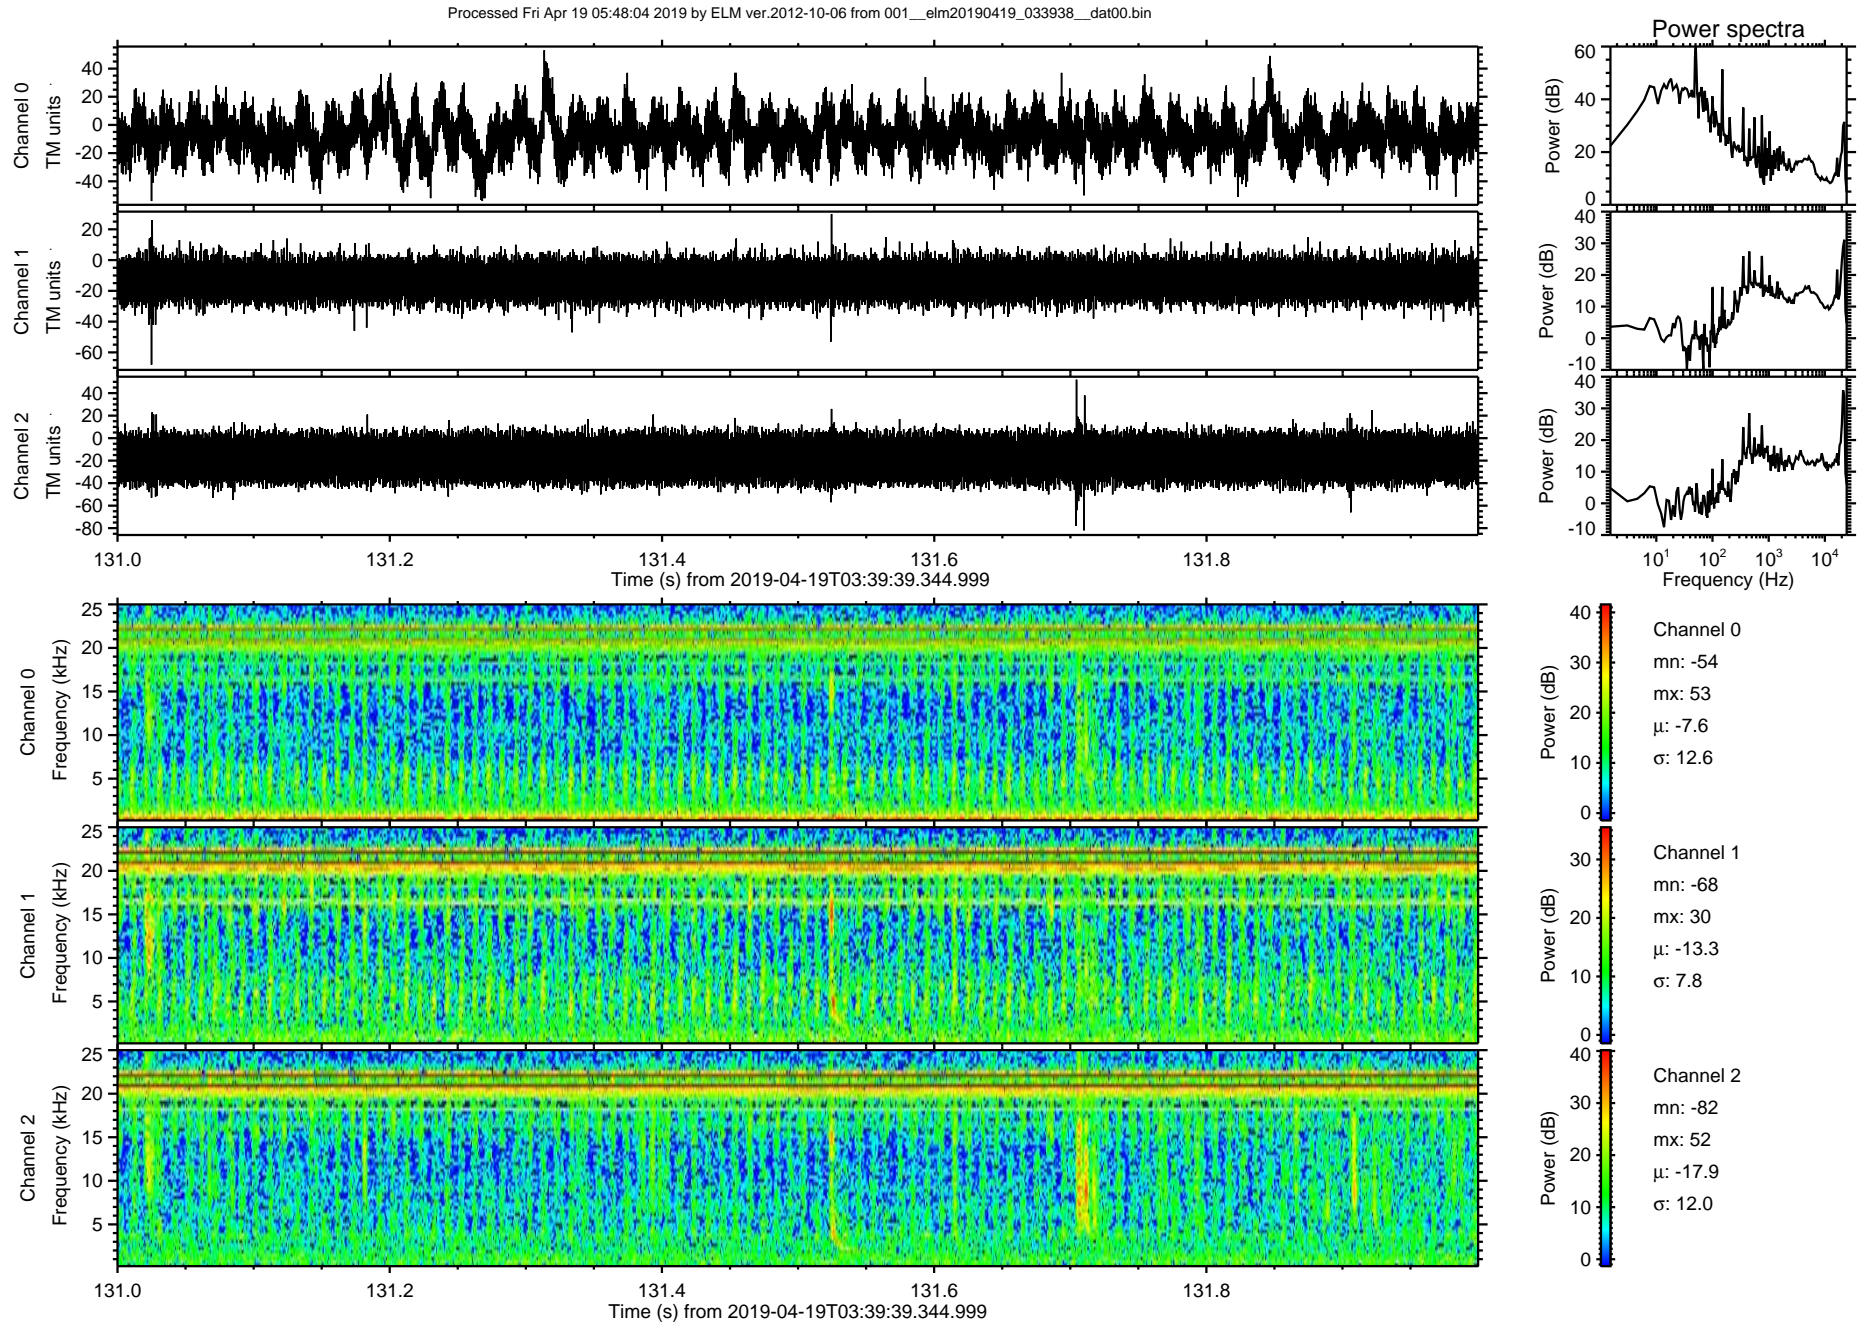 Processed Fri Apr 19 05:48:04 2019 by ELM ver.2012-10-06 from 001__elm20190419_033938__dat00.bin
Power spectra
Channel 0
TM units
40
20
0
-20
-40
Power (dB)
60
40
20
0
Channel 1
TM units
20
0
-20
-40
-60
Power (dB)
40
30
20
10
0
-10
Channel 2
TM units
40
20
0
-20
-40
-60
-80
Power (dB)
40
30
20
10
0
-10
131.0 131.2 131.4 131.6 131.8
Time (s) from 2019-04-19T03:39:39.344.999
10^1 10^2 10^3 10^4
Frequency (Hz)
Channel 0
Frequency (kHz)
25
20
15
10
5
Power (dB)
40
30
20
10
0
Channel 0
mn: -54
mx: 53
μ: -7.6
σ: 12.6
Channel 1
Frequency (kHz)
25
20
15
10
5
Power (dB)
30
20
10
0
Channel 1
mn: -68
mx: 30
μ: -13.3
σ: 7.8
Channel 2
Frequency (kHz)
25
20
15
10
5
Power (dB)
40
30
20
10
0
Channel 2
mn: -82
mx: 52
μ: -17.9
σ: 12.0
131.0 131.2 131.4 131.6 131.8
Time (s) from 2019-04-19T03:39:39.344.999